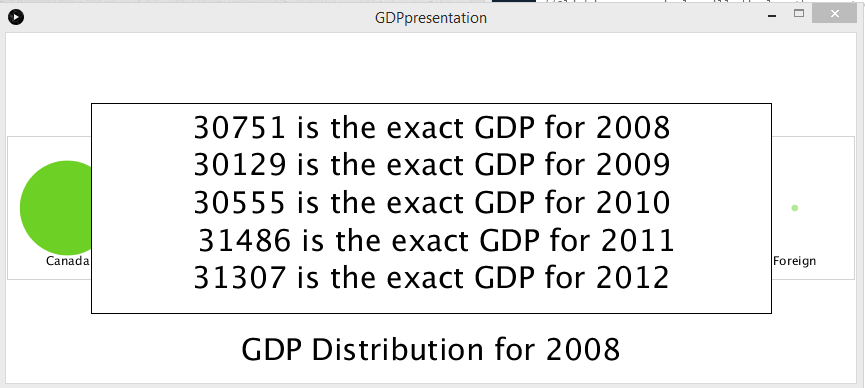 GDPpresentation
30751 is the exact GDP for 2008
30129 is the exact GDP for 2009
30555 is the exact GDP for 2010
31486 is the exact GDP for 2011
31307 is the exact GDP for 2012
Canada
Foreign
GDP Distribution for 2008